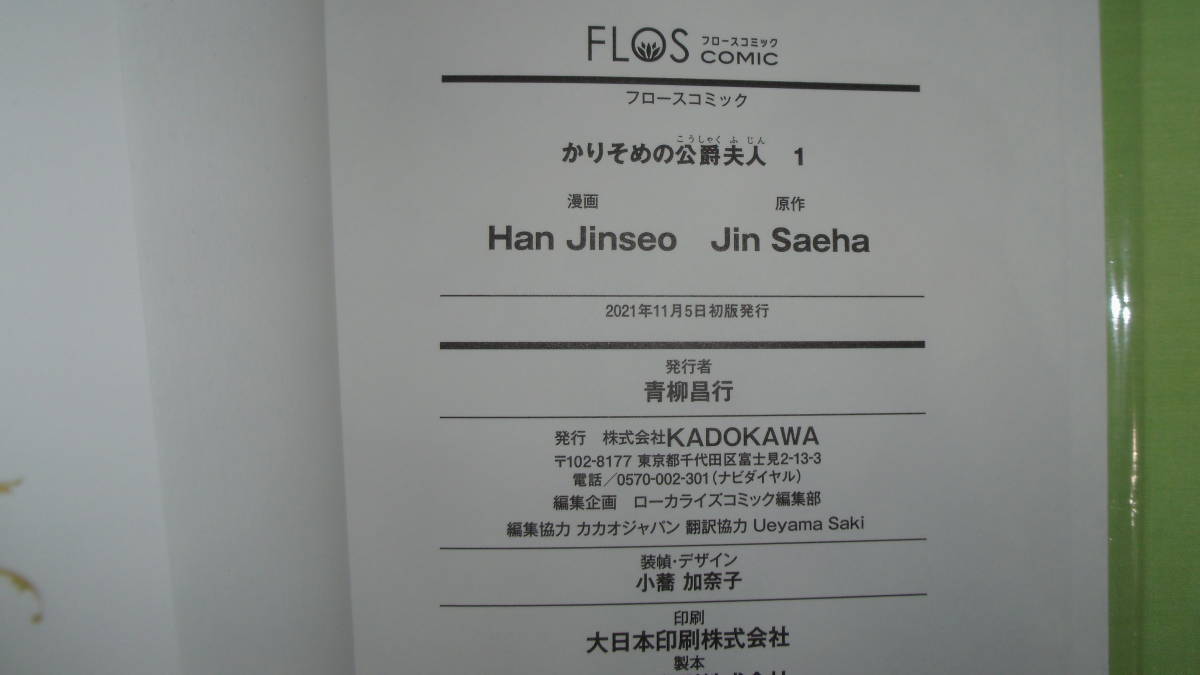 FLOS フロースコミック COMIC
フロースコミック
こうしゃくふじん
かりそめの公爵夫人 1
漫画 原作
Han Jinseo Jin Saeha
2021年11月5日初版発行
発行者
青柳昌行
発行 株式会社KADOKAWA
〒102-8177 東京都千代田区富士見2-13-3
電話/0570-002-301(ナビダイヤル)
編集企画 ローカライズコミック編集部
編集協力 カカオジャパン 翻訳協力 Ueyama Saki
装幀・デザイン
小蕎 加奈子
印刷
大日本印刷株式会社
製本